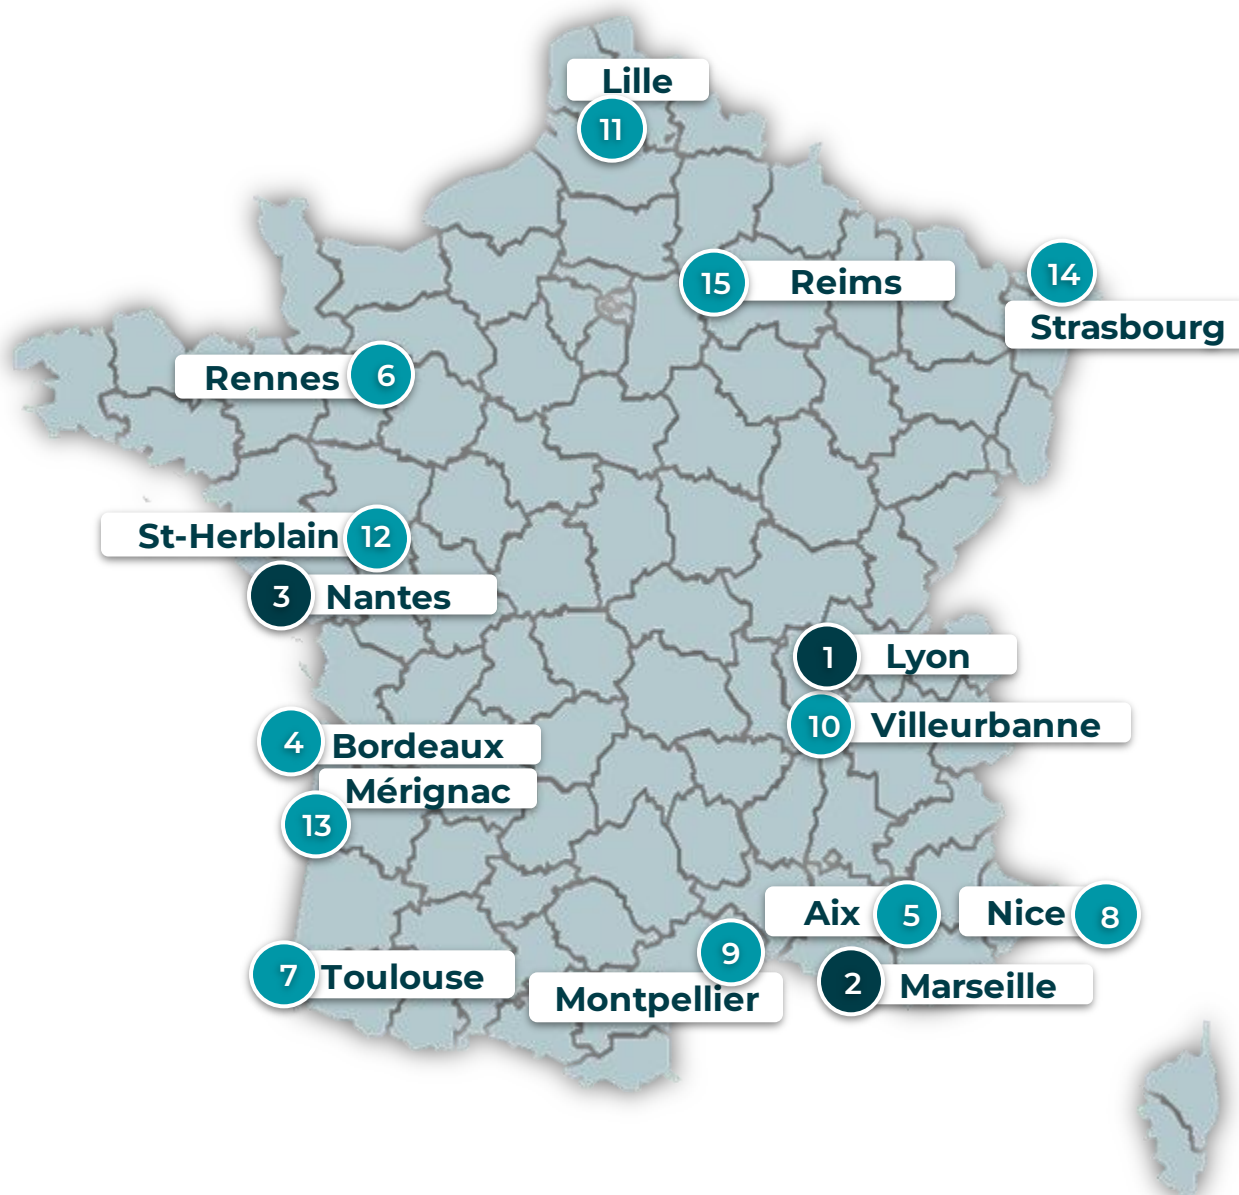 Lille
11
15 Reims
14
Strasbourg
Rennes 6
St-Herblain 12
3 Nantes
1 Lyon
10 Villeurbanne
4 Bordeaux
Mérignac
13
Aix 5
Nice 8
9
7 Toulouse
Montpellier
2 Marseille